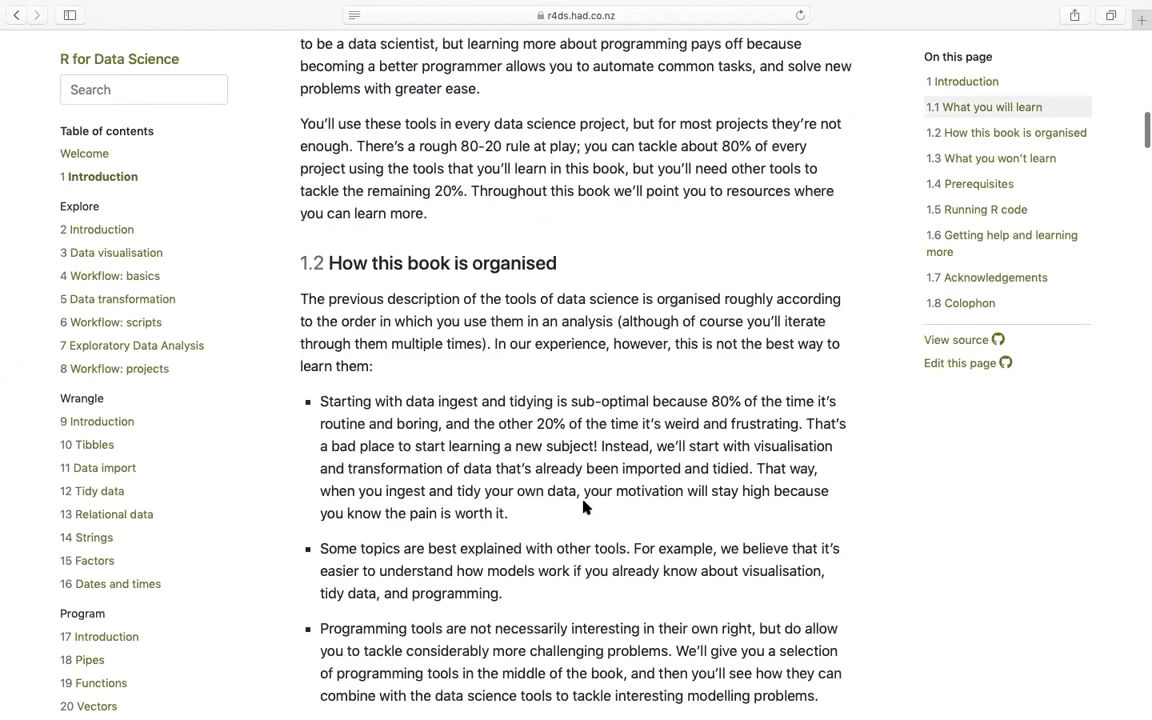 r4ds.had.co.nz
R for Data Science
Search
Table of contents
Welcome
1 Introduction
Explore
2 Introduction
3 Data visualisation
4 Workflow: basics
5 Data transformation
6 Workflow: scripts
7 Exploratory Data Analysis
8 Workflow: projects
Wrangle
9 Introduction
10 Tibbles
11 Data import
12 Tidy data
13 Relational data
14 Strings
15 Factors
16 Dates and times
Program
17 Introduction
18 Pipes
19 Functions
20 Vectors
to be a data scientist, but learning more about programming pays off because
becoming a better programmer allows you to automate common tasks, and solve new
problems with greater ease.
You'll use these tools in every data science project, but for most projects they're not
enough. There's a rough 80-20 rule at play; you can tackle about 80% of every
project using the tools that you'll learn in this book, but you'll need other tools to
tackle the remaining 20%. Throughout this book we'll point you to resources where
you can learn more.
1.2 How this book is organised
The previous description of the tools of data science is organised roughly according
to the order in which you use them in an analysis (although of course you'll iterate
through them multiple times). In our experience, however, this is not the best way to
learn them:
Starting with data ingest and tidying is sub-optimal because 80% of the time it's
routine and boring, and the other 20% of the time it's weird and frustrating. That's
a bad place to start learning a new subject! Instead, we'll start with visualisation
and transformation of data that's already been imported and tidied. That way,
when you ingest and tidy your own data, your motivation will stay high because
you know the pain is worth it.
Some topics are best explained with other tools. For example, we believe that it's
easier to understand how models work if you already know about visualisation,
tidy data, and programming.
Programming tools are not necessarily interesting in their own right, but do allow
you to tackle considerably more challenging problems. We'll give you a selection
of programming tools in the middle of the book, and then you'll see how they can
combine with the data science tools to tackle interesting modelling problems.
On this page
1 Introduction
1.1 What you will learn
1.2 How this book is organised
1.3 What you won't learn
1.4 Prerequisites
1.5 Running R code
1.6 Getting help and learning
more
1.7 Acknowledgements
1.8 Colophon
View source
Edit this page